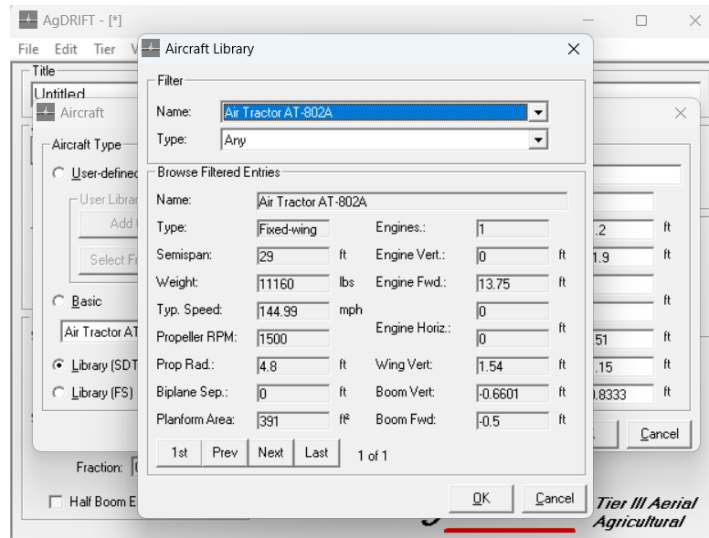 AgDRIFT - [*]
File Edit Tier
Title
Untitled
Aircraft
Aircraft Type
User-defined
User Librar
Add
Select Fr
Basic
Air Tractor AT
Library (SDT
Library (FS)
Fraction:
Half Boom E
Aircraft Library
Filter
Name: Air Tractor AT-802A
Type: Any
Browse Filtered Entries
Name: Air Tractor AT-802A
Type: Fixed-wing Engines.: 1
Semispan: 29 ft Engine Vert.: 0 ft
Weight: 11160 lbs Engine Fwd.: 13.75 ft
Typ. Speed: 144.99 mph 0
Engine Horiz.: ft
Propeller RPM: 1500 0
Prop Rad.: 4.8 ft Wing Vert: 1.54 ft
Biplane Sep.: 0 ft Boom Vert: -0.6601 ft
Planform Area: 391 ft² Boom Fwd: -0.5 ft
1st Prev Next Last 1 of 1
OK Cancel
.2 ft
1.9 ft
ft
51 ft
.15 ft
0.8333 ft
Cancel
Tier III Aerial
Agricultural